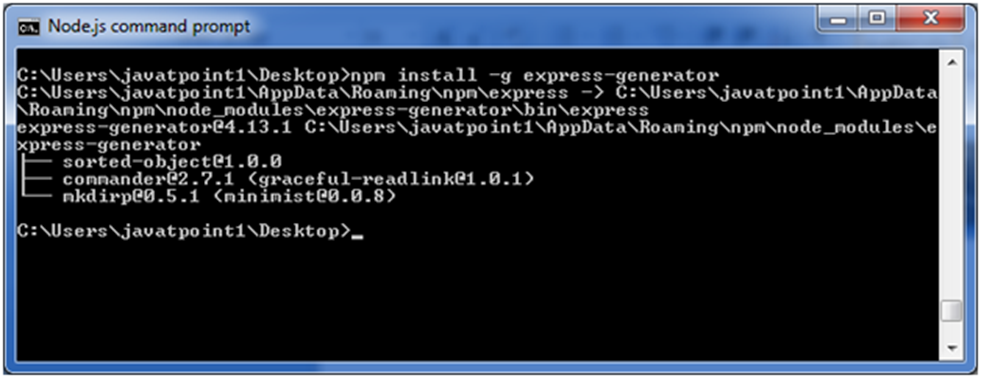 Node.js command prompt
C:\Users\javatpoint1\Desktop>npm install -g express-generator
C:\Users\javatpoint1\AppData\Roaming\npm\express -> C:\Users\javatpoint1\AppData
\Roaming\npm\node_modules\express-generator\bin\express
express-generator@4.13.1 C:\Users\javatpoint1\AppData\Roaming\npm\node_modules\e
xpress-generator
├── sorted-object@1.0.0
├── commander@2.7.1 (graceful-readlink@1.0.1)
└── mkdirp@0.5.1 (minimist@0.0.8)
C:\Users\javatpoint1\Desktop>_